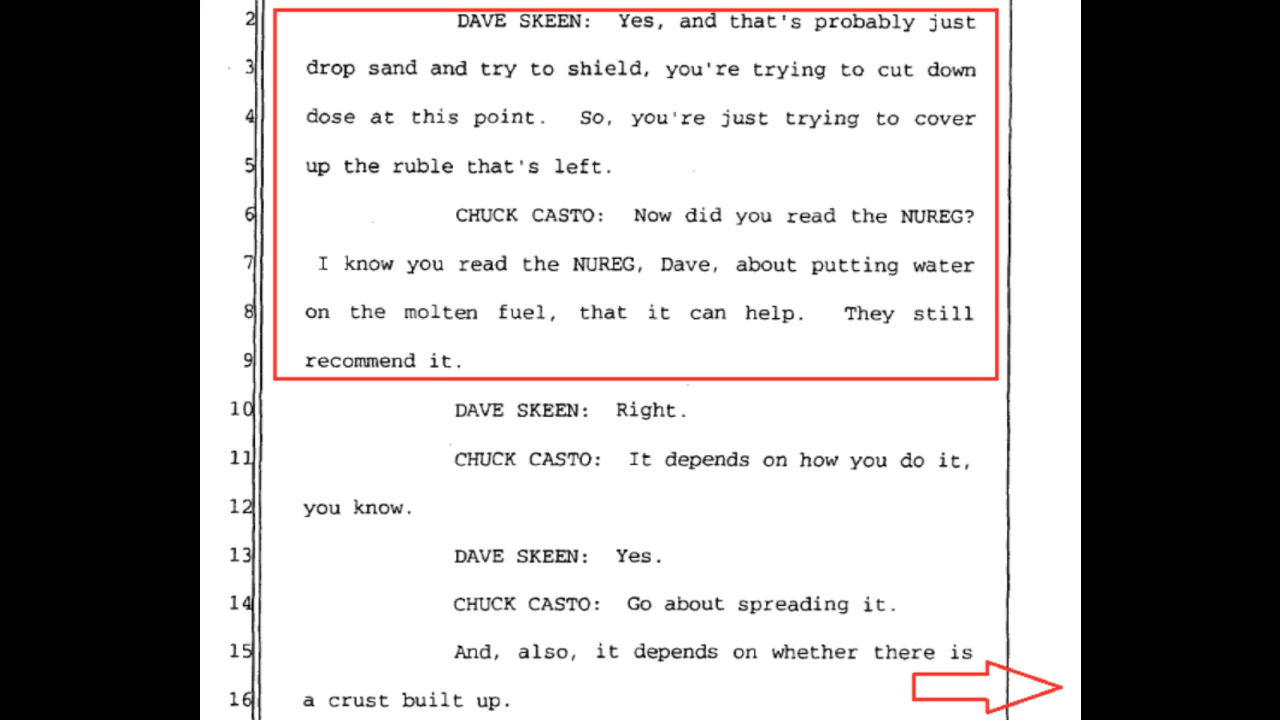 2 DAVE SKEEN: Yes, and that's probably just
3 drop sand and try to shield, you're trying to cut down
4 dose at this point. So, you're just trying to cover
5 up the ruble that's left.
6 CHUCK CASTO: Now did you read the NUREG?
7 I know you read the NUREG, Dave, about putting water
8 on the molten fuel, that it can help. They still
9 recommend it.
10 DAVE SKEEN: Right.
11 CHUCK CASTO: It depends on how you do it,
12 you know.
13 DAVE SKEEN: Yes.
14 CHUCK CASTO: Go about spreading it.
15 And, also, it depends on whether there is
16 a crust built up.